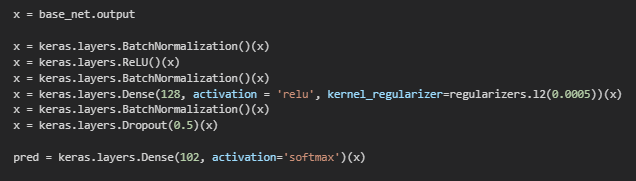 x = base_net.output
x = keras.layers.BatchNormalization()(x)
x = keras.layers.ReLU()(x)
x = keras.layers.BatchNormalization()(x)
x = keras.layers.Dense(128, activation = 'relu', kernel_regularizer=regularizers.l2(0.0005))(x)
x = keras.layers.BatchNormalization()(x)
x = keras.layers.Dropout(0.5)(x)
pred = keras.layers.Dense(102, activation='softmax')(x)